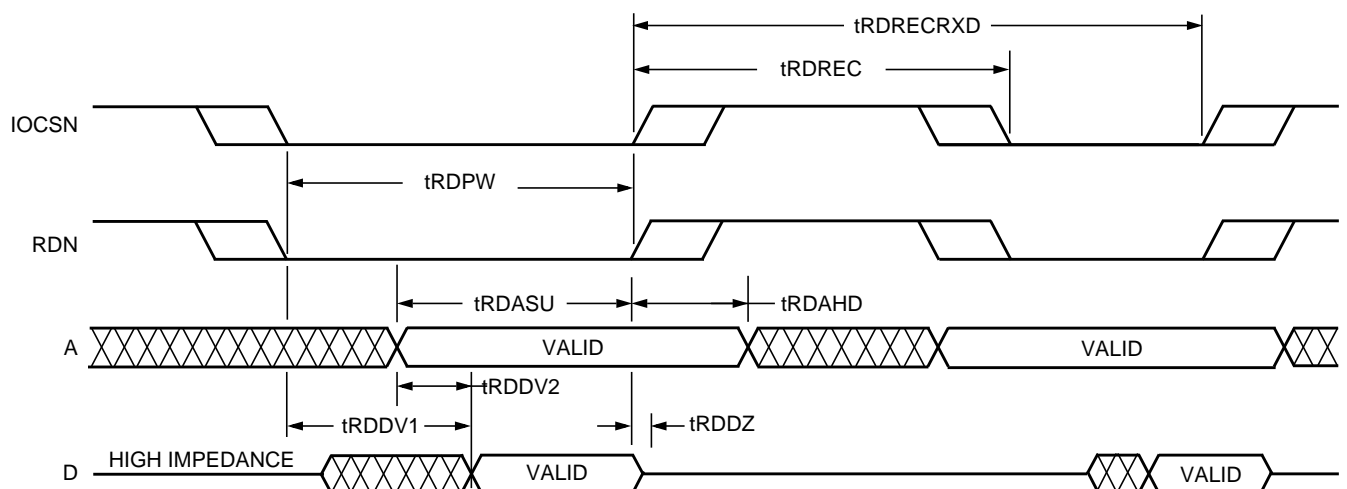 tRDRECRXD
tRDREC
IOCSN
tRDPW
RDN
tRDASU
tRDAHD
A
VALID
VALID
tRDDV2
tRDDV1
tRDDZ
HIGH IMPEDANCE
D
VALID
VALID